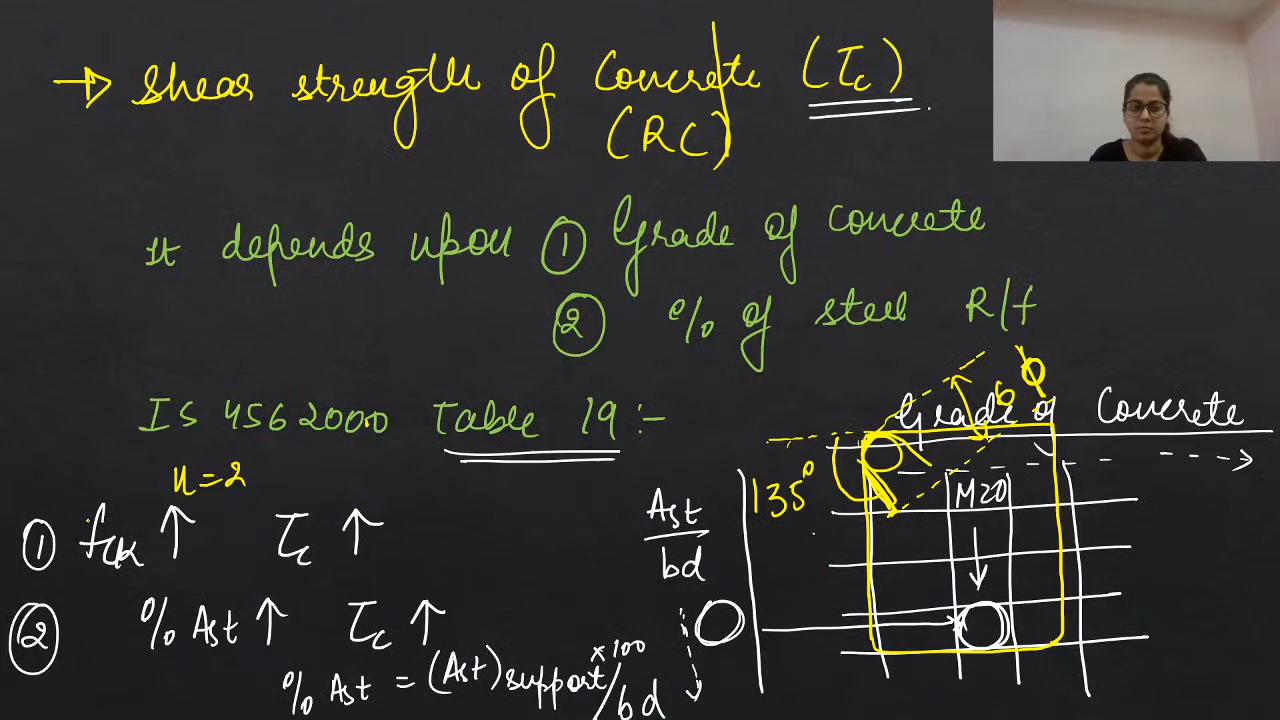 → Shear strength of Concrete (τc)
(RC)
It depends upon ① Grade of concrete
② % of steel R/f
IS 456 2000 Table 19 :-
n=2
① fck ↑ τc ↑
② % Ast ↑ τc ↑
% Ast = (Ast)support × 100 / bd
Grade of Concrete
6 ϕ
135°
M20
Ast
bd